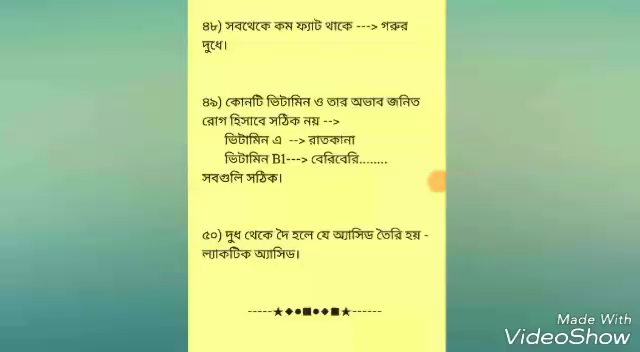 ৪৮) সবথেকে কম ফ্যাট থাকে ---> গরুর
দুধে।
৪৯) কোনটি ভিটামিন ও তার অভাব জনিত
রোগ হিসাবে সঠিক নয় -->
ভিটামিন এ --> রাতকানা
ভিটামিন B1---> বেরিবেরি........
সবগুলি সঠিক।
৫০) দুধ থেকে দৈ হলে যে অ্যাসিড তৈরি হয় -
ল্যাকটিক অ্যাসিড।
-----★◆●■●◆■★------
Made With
VideoShow